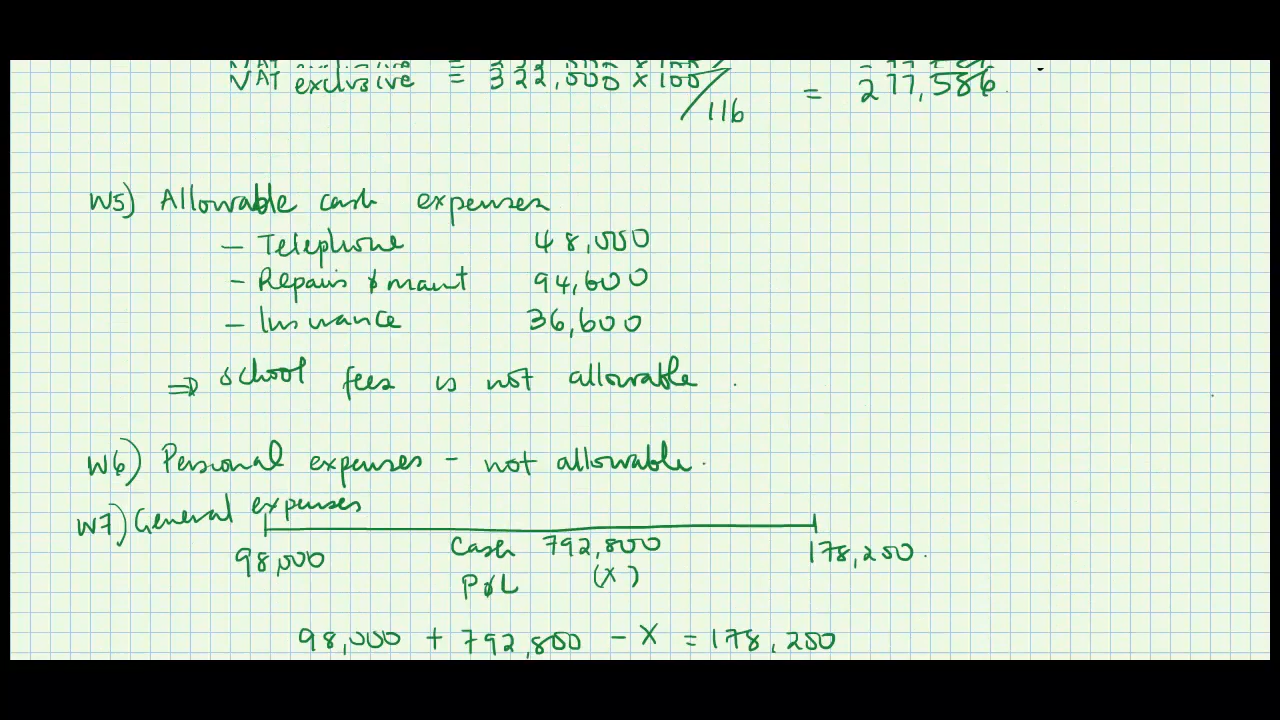 VAT exclusive = 322,000 x 100/116 = 277,586
W5) Allowable cash expenses
- Telephone 48,000
- Repairs & maint 94,600
- Insurance 36,600
⇒ school fees is not allowable.
W6) Personal expenses - not allowable.
W7) General expenses
98,000 Cash 792,800 178,200.
P&L (x)
98,000 + 792,800 - x = 178,200